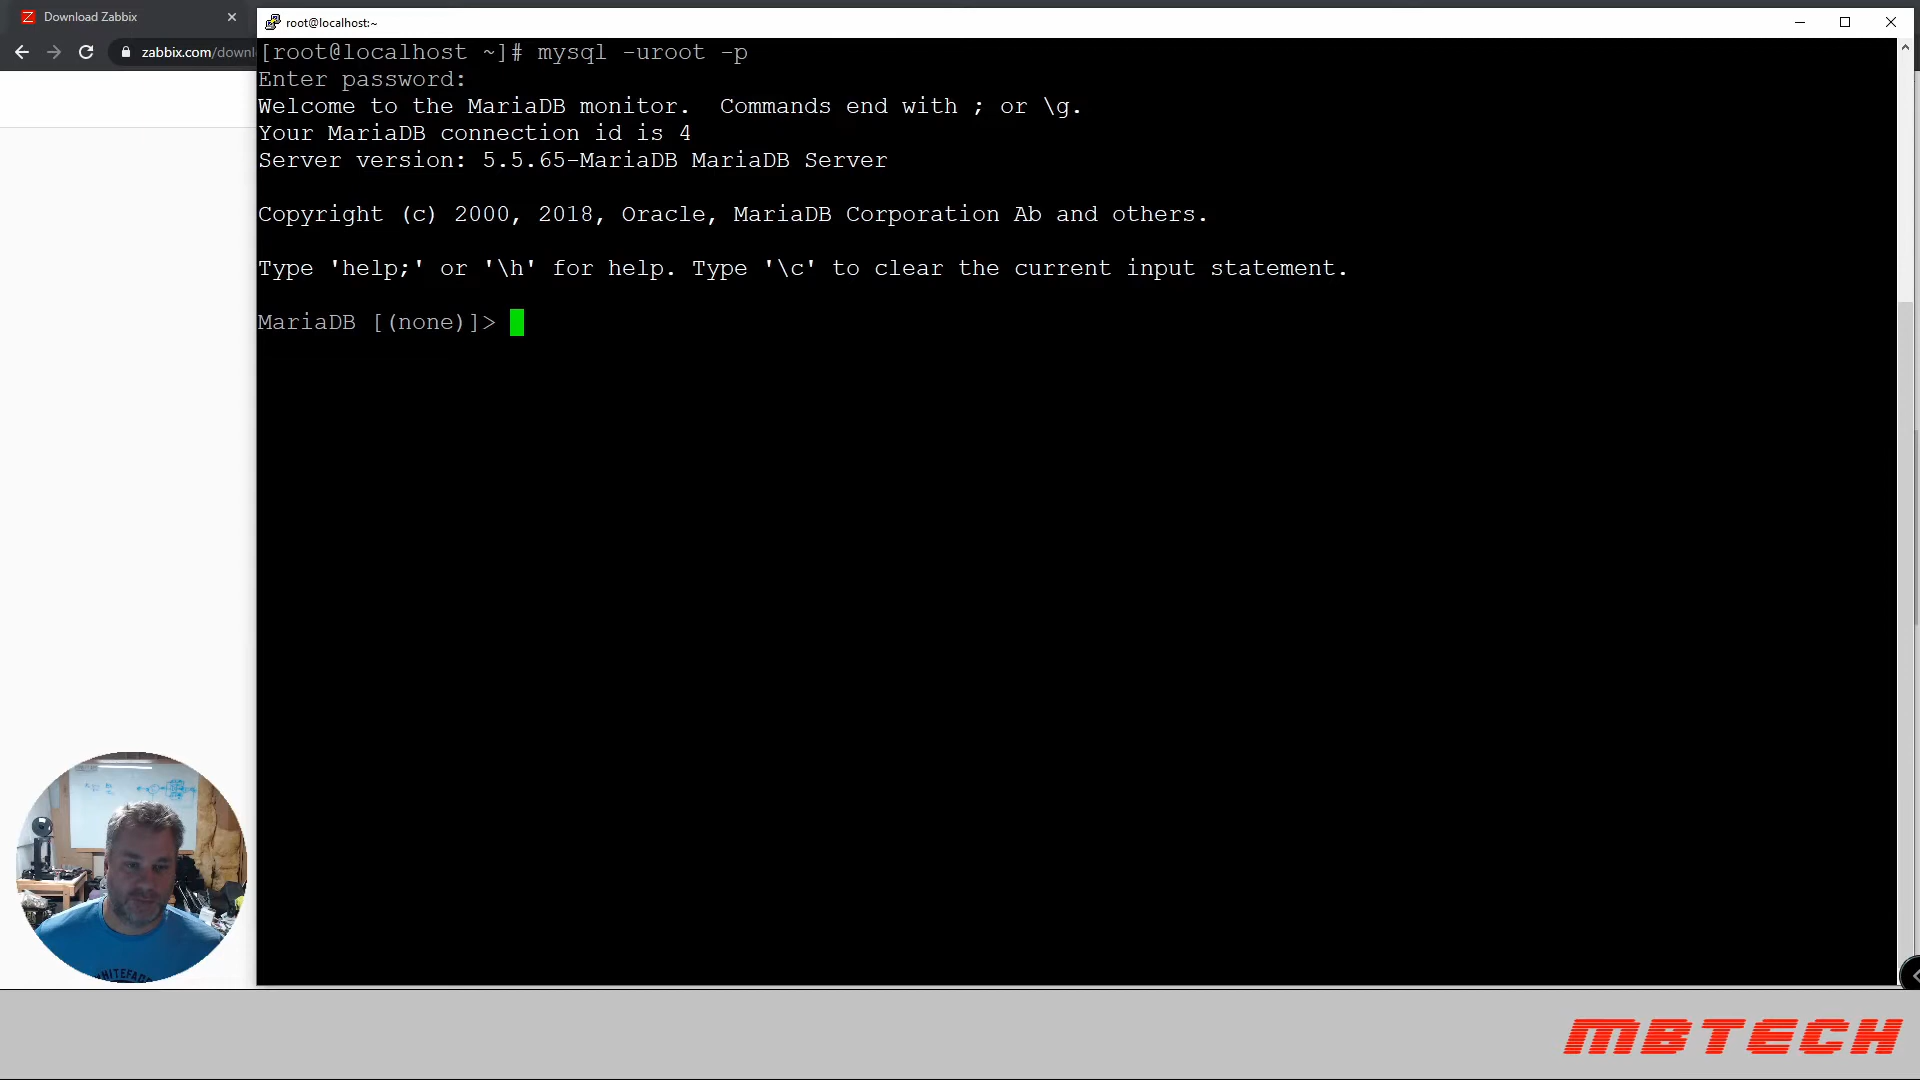 Download Zabbix
root@localhost:~
zabbix.com/downl
[root@localhost ~]# mysql -uroot -p
Enter password:
Welcome to the MariaDB monitor.  Commands end with ; or \g.
Your MariaDB connection id is 4
Server version: 5.5.65-MariaDB MariaDB Server
Copyright (c) 2000, 2018, Oracle, MariaDB Corporation Ab and others.
Type 'help;' or '\h' for help. Type '\c' to clear the current input statement.
MariaDB [(none)]>
MBTECH